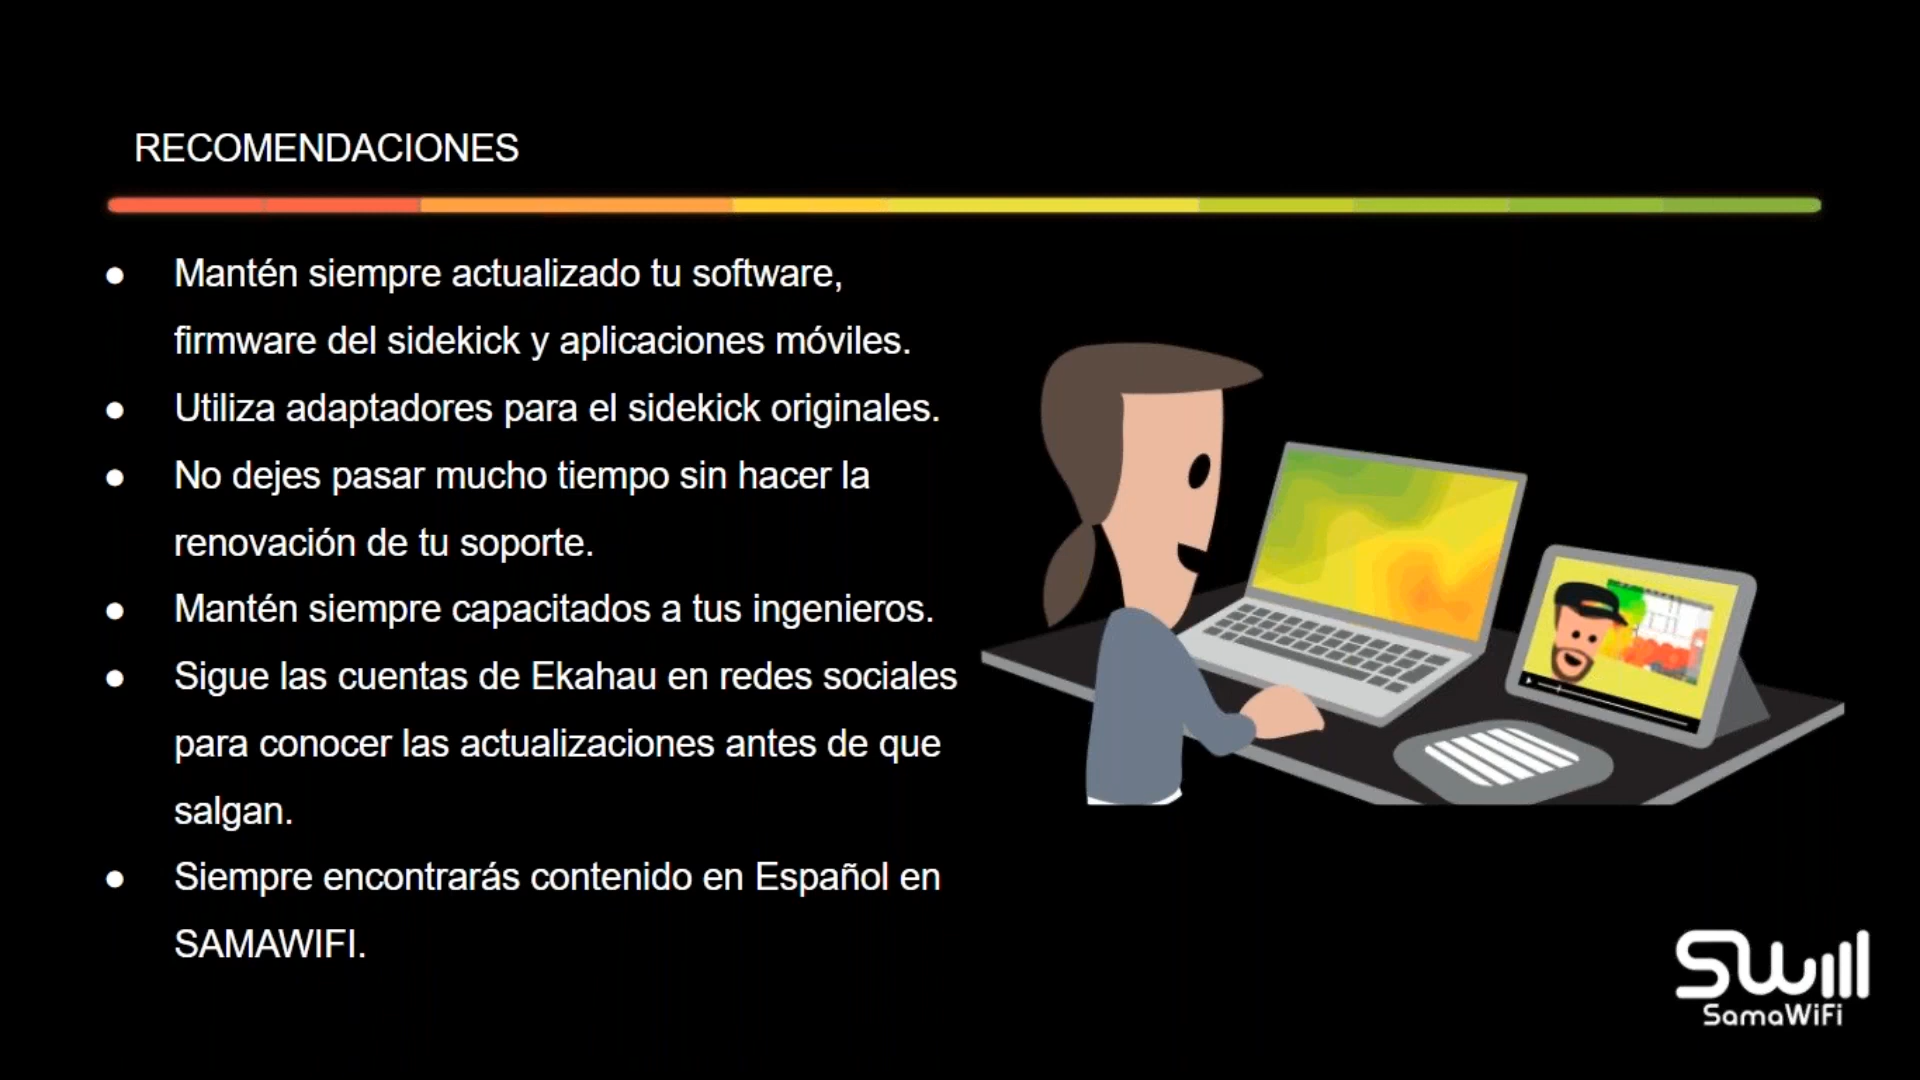 RECOMENDACIONES
● Mantén siempre actualizado tu software,
firmware del sidekick y aplicaciones móviles.
● Utiliza adaptadores para el sidekick originales.
● No dejes pasar mucho tiempo sin hacer la
renovación de tu soporte.
● Mantén siempre capacitados a tus ingenieros.
● Sigue las cuentas de Ekahau en redes sociales
para conocer las actualizaciones antes de que
salgan.
● Siempre encontrarás contenido en Español en
SAMAWIFI.
SW
SamaWiFi